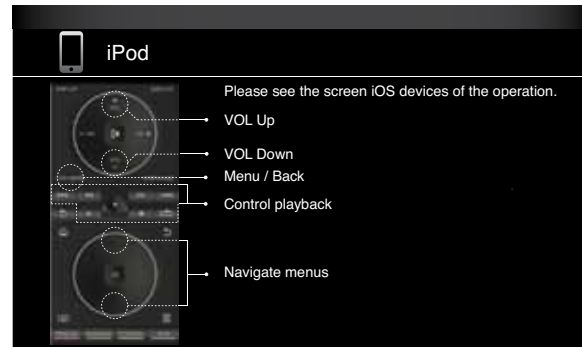 iPod
Please see the screen iOS devices of the operation.
VOL Up
VOL Down
Menu / Back
Control playback
Navigate menus